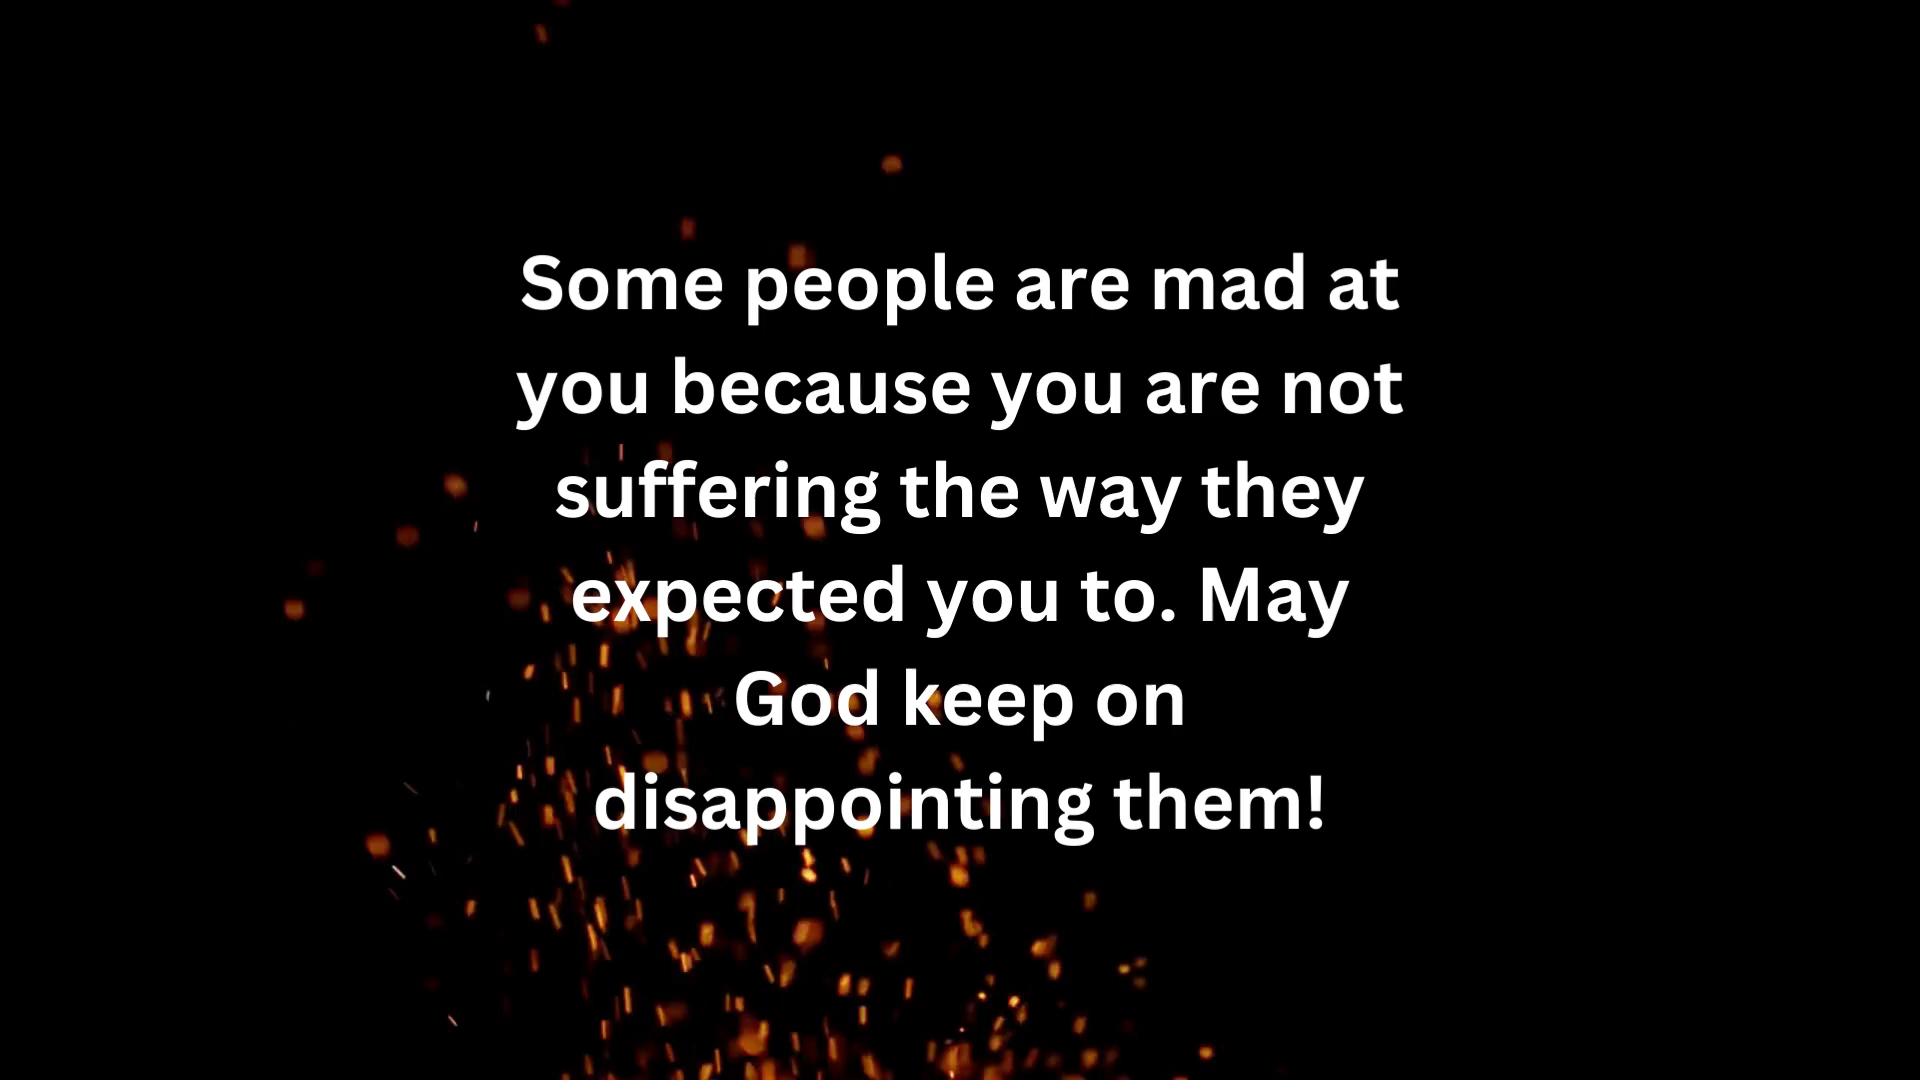 Some people are mad at
you because you are not
suffering the way they
expected you to. May
God keep on
disappointing them!